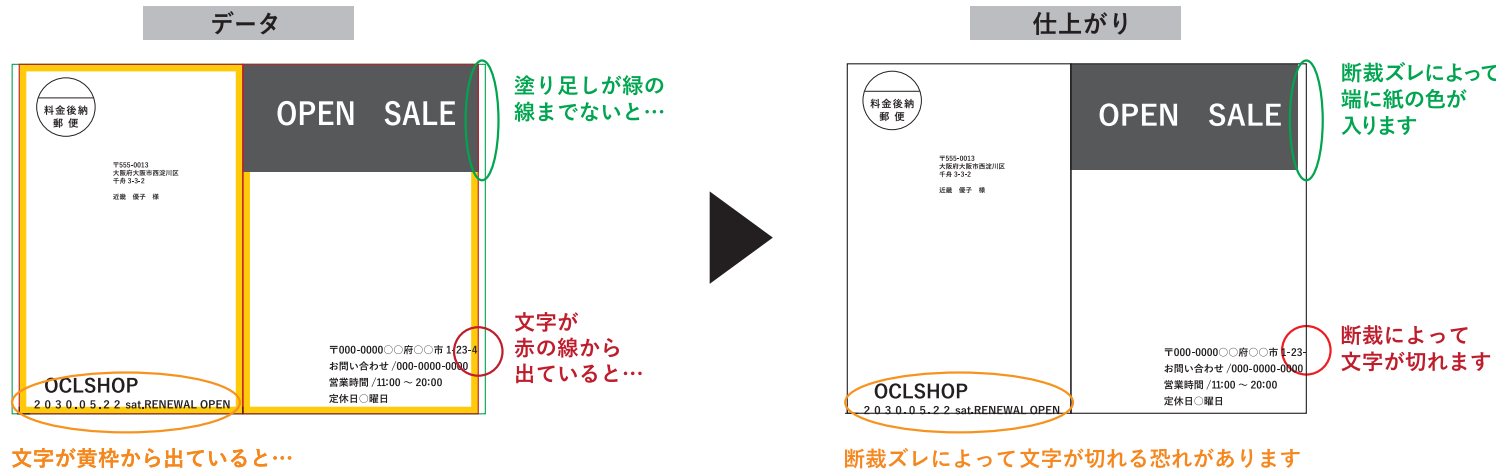 データ
料金後納
郵 便
〒555-0013
大阪府大阪市西淀川区
千舟 3-3-2
近畿　優子　様
OPEN　SALE
塗り足しが緑の
線までないと…
文字が
赤の線から
出ていると…
〒000-0000○○府○○市 1-23-4
お問い合わせ /000-0000-0000
営業時間 /11:00 〜 20:00
定休日○曜日
OCLSHOP
2030.05.22 sat.RENEWAL OPEN
文字が黄枠から出ていると…
仕上がり
料金後納
郵 便
〒555-0013
大阪府大阪市西淀川区
千舟 3-3-2
近畿　優子　様
OPEN　SALE
断裁ズレによって
端に紙の色が
入ります
断裁によって
文字が切れます
〒000-0000○○府○○市 1-23-
お問い合わせ /000-0000-0000
営業時間 /11:00 〜 20:00
定休日○曜日
OCLSHOP
2030.05.22 sat.RENEWAL OPEN
断裁ズレによって文字が切れる恐れがあります